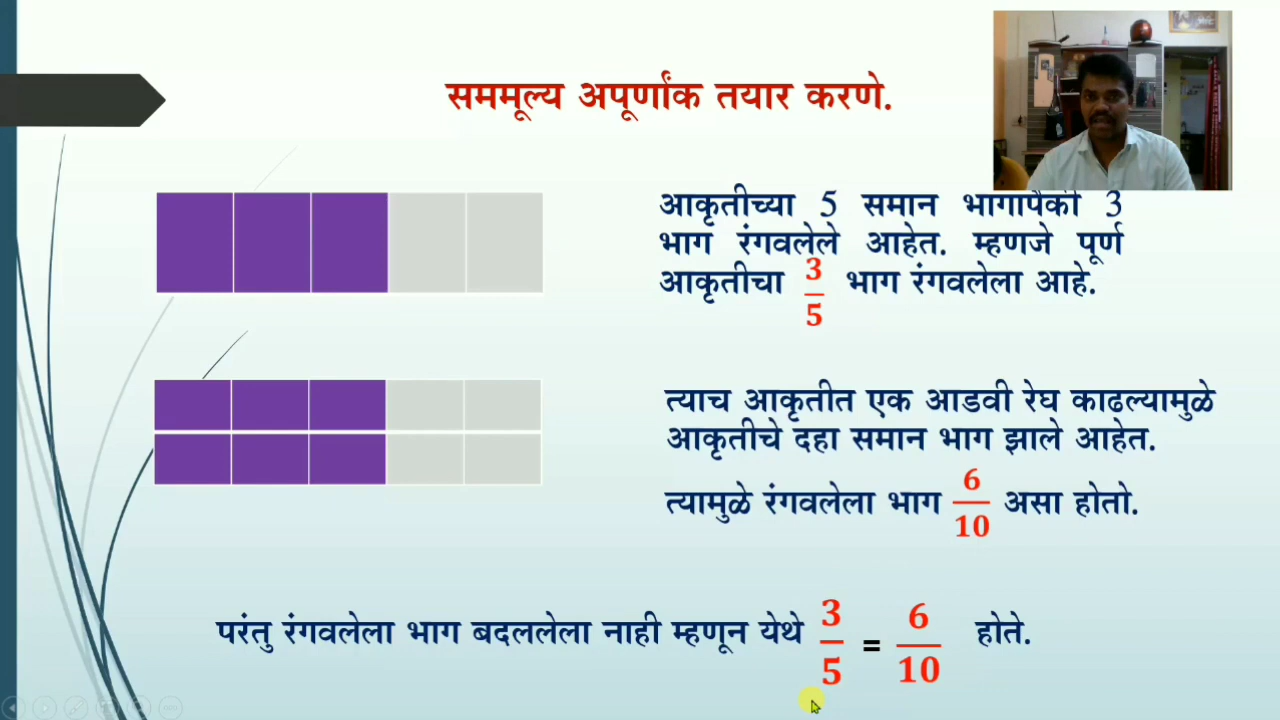 सममूल्य अपूर्णांक तयार करणे.
आकृतीच्या 5 समान भागांपैकी 3
भाग रंगवलेले आहेत. म्हणजे पूर्ण
आकृतीचा 3/5 भाग रंगवलेला आहे.
त्याच आकृतीत एक आडवी रेघ काढल्यामुळे
आकृतीचे दहा समान भाग झाले आहेत.
त्यामुळे रंगवलेला भाग 6/10 असा होतो.
परंतु रंगवलेला भाग बदललेला नाही म्हणून येथे 3/5 = 6/10 होते.